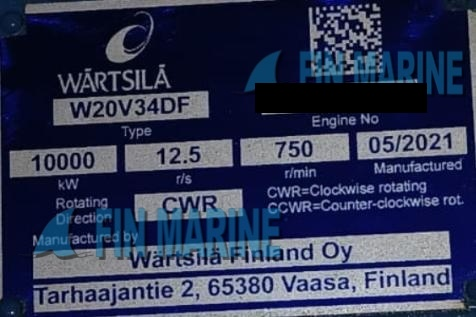 FIN MARINE
WÄRTSILÄ
W20V34DF
Type
Engine No
10000 12.5 750 05/2021
kW r/s r/min Manufactured
Rotating Direction CWR
CWR=Clockwise rotating
CCWR=Counter-clockwise rot.
FIN MARINE
Manufactured by
Wärtsilä Finland Oy
Tarhaajantie 2, 65380 Vaasa, Finland